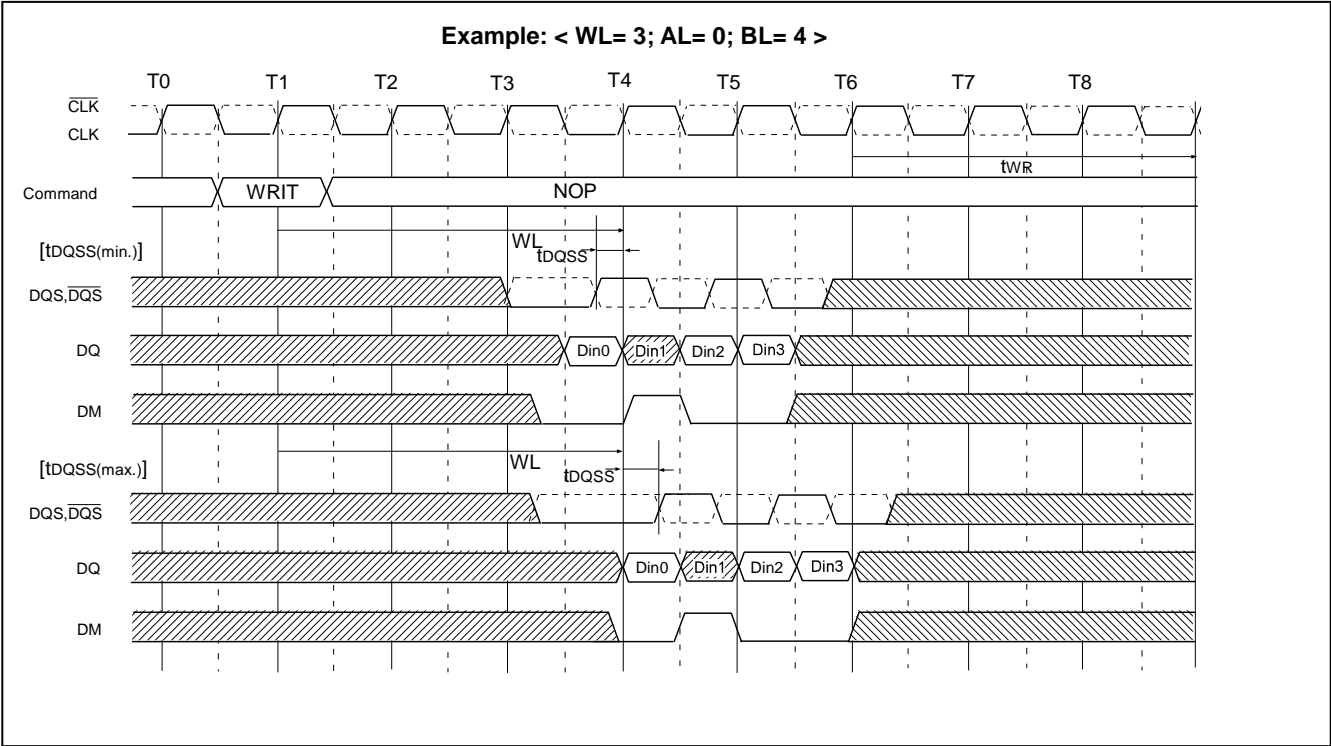 Example: < WL= 3; AL= 0; BL= 4 >
T0 T1 T2 T3 T4 T5 T6 T7 T8
CLK
CLK
tWR
Command WRIT NOP
[tDQSS(min.)] WL tDQSS
DQS,DQS
DQ Din0 Din1 Din2 Din3
DM
[tDQSS(max.)] WL tDQSS
DQS,DQS
DQ Din0 Din1 Din2 Din3
DM